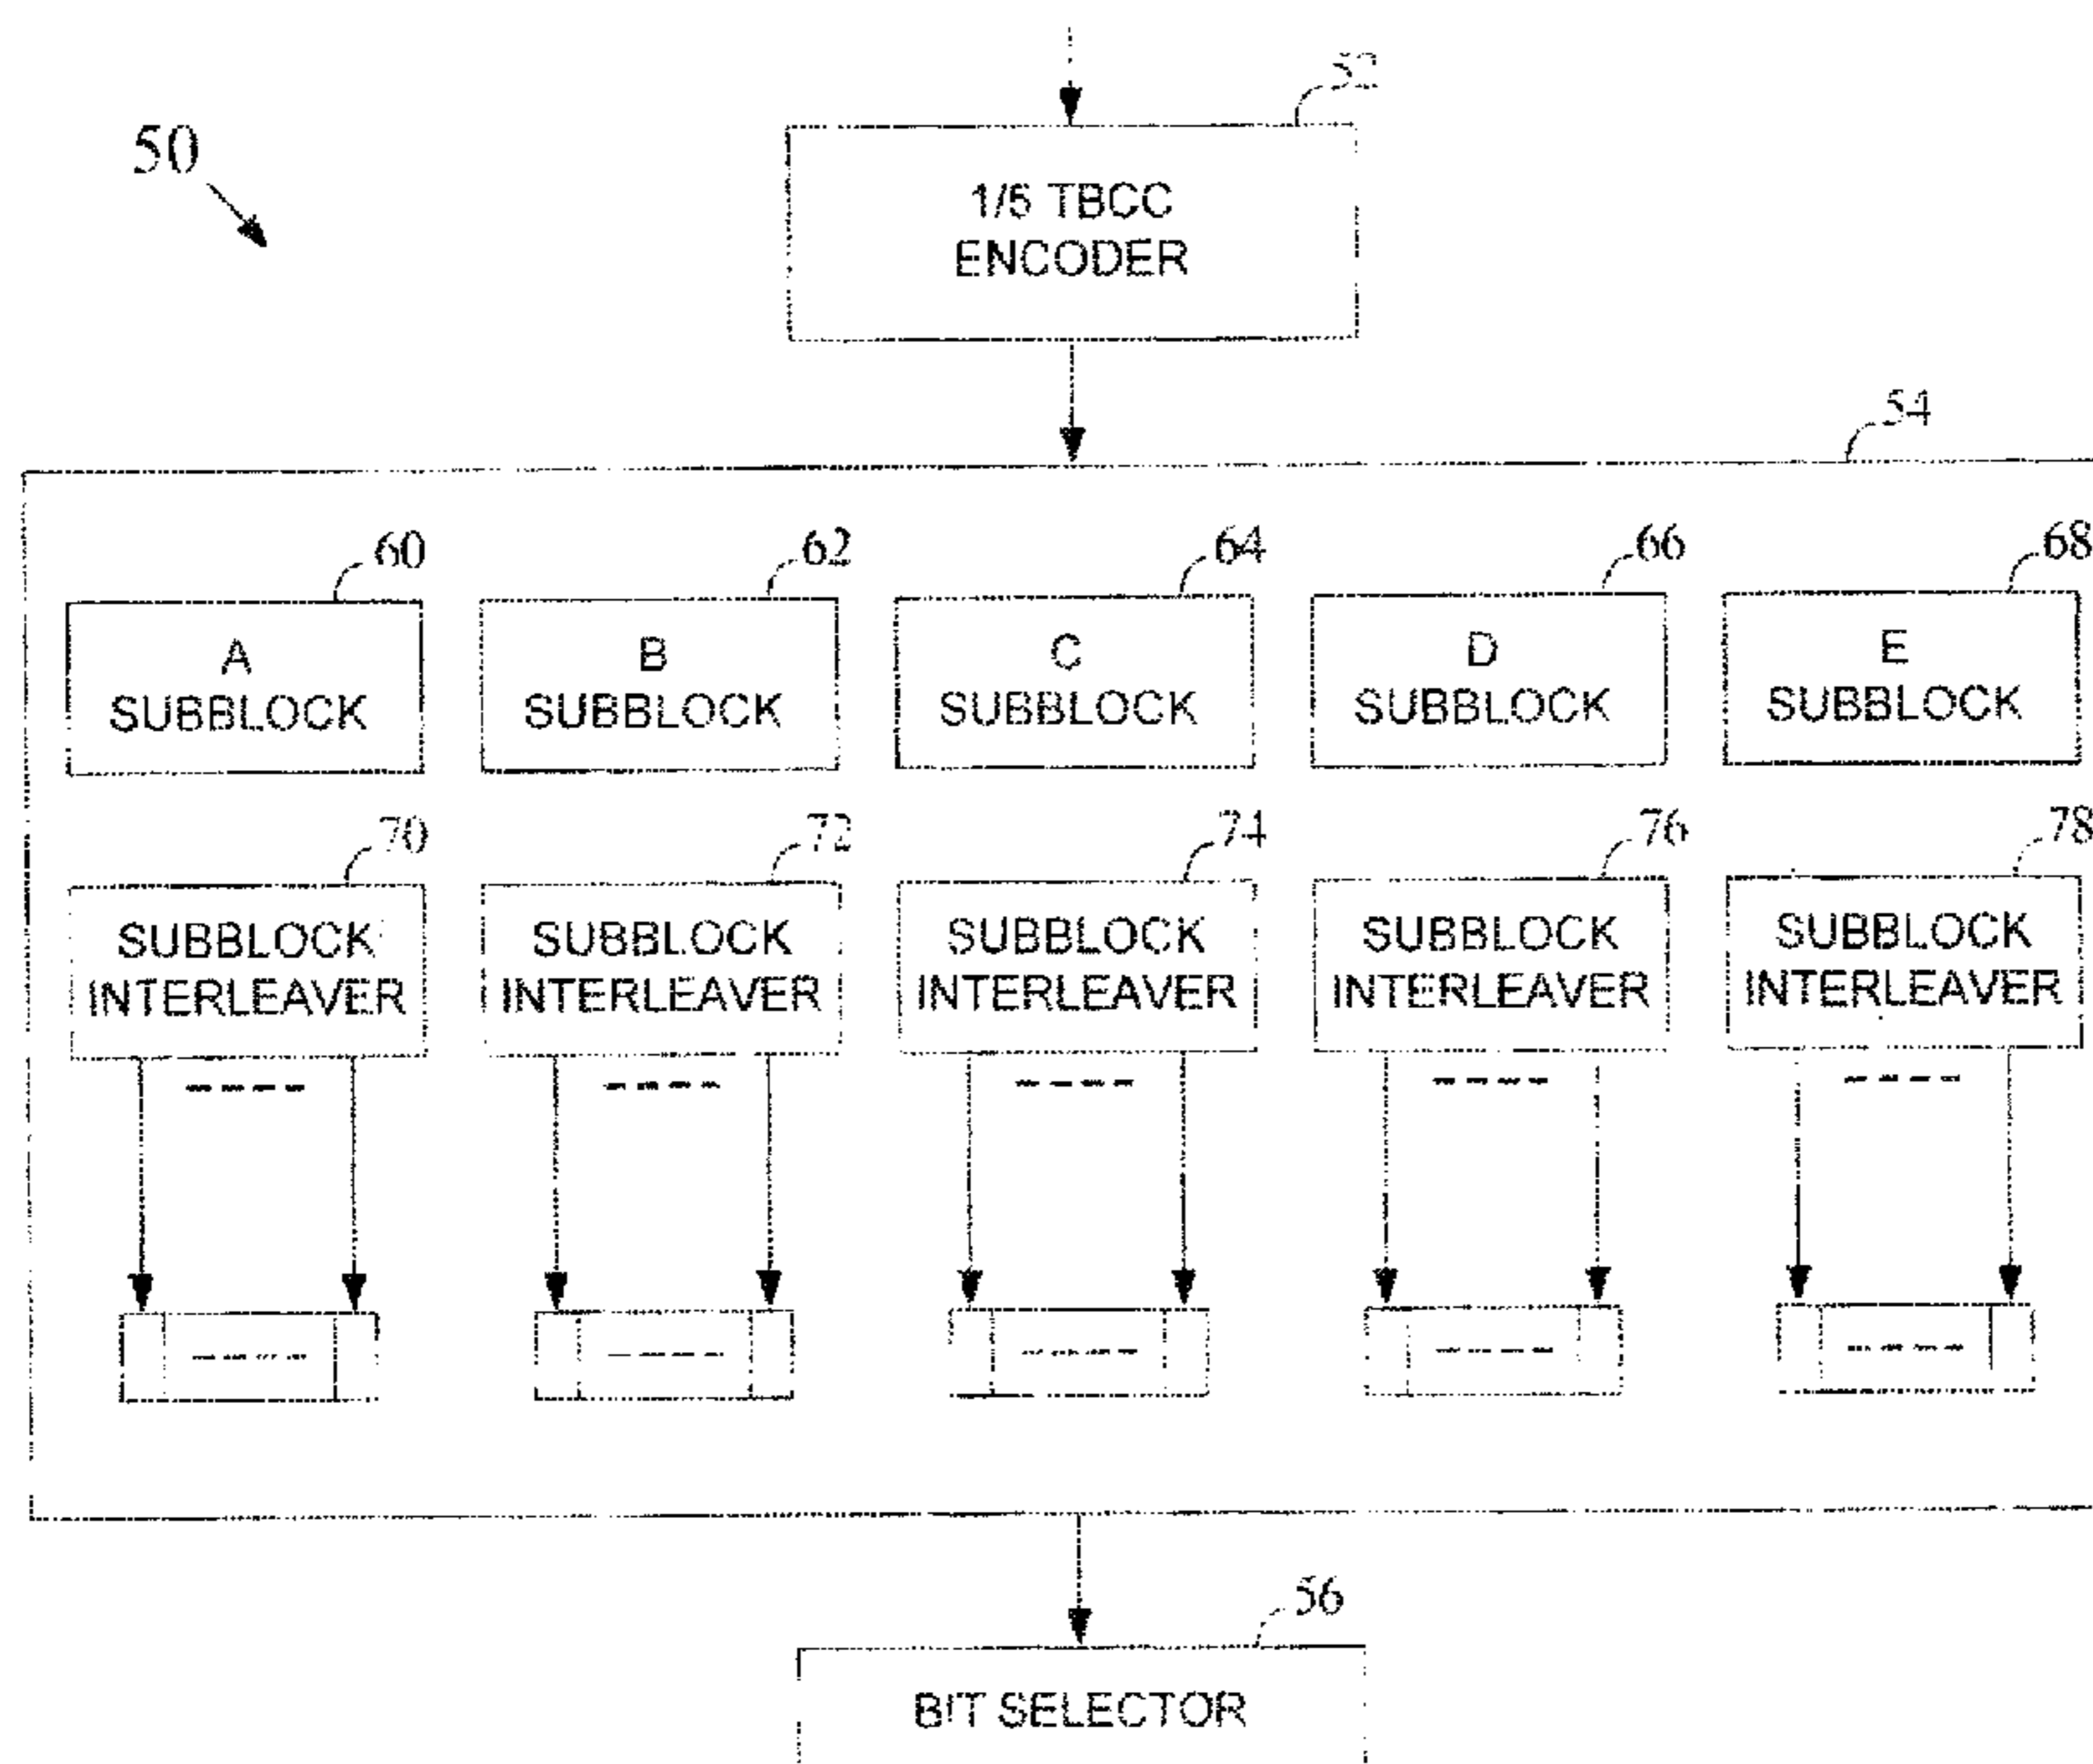 50
1/5 TBCC
ENCODER
54
60
62
64
66
68
A
SUBBLOCK
B
SUBBLOCK
C
SUBBLOCK
D
SUBBLOCK
E
SUBBLOCK
70
72
74
76
78
SUBBLOCK
INTERLEAVER
SUBBLOCK
INTERLEAVER
SUBBLOCK
INTERLEAVER
SUBBLOCK
INTERLEAVER
SUBBLOCK
INTERLEAVER
56
BIT SELECTOR